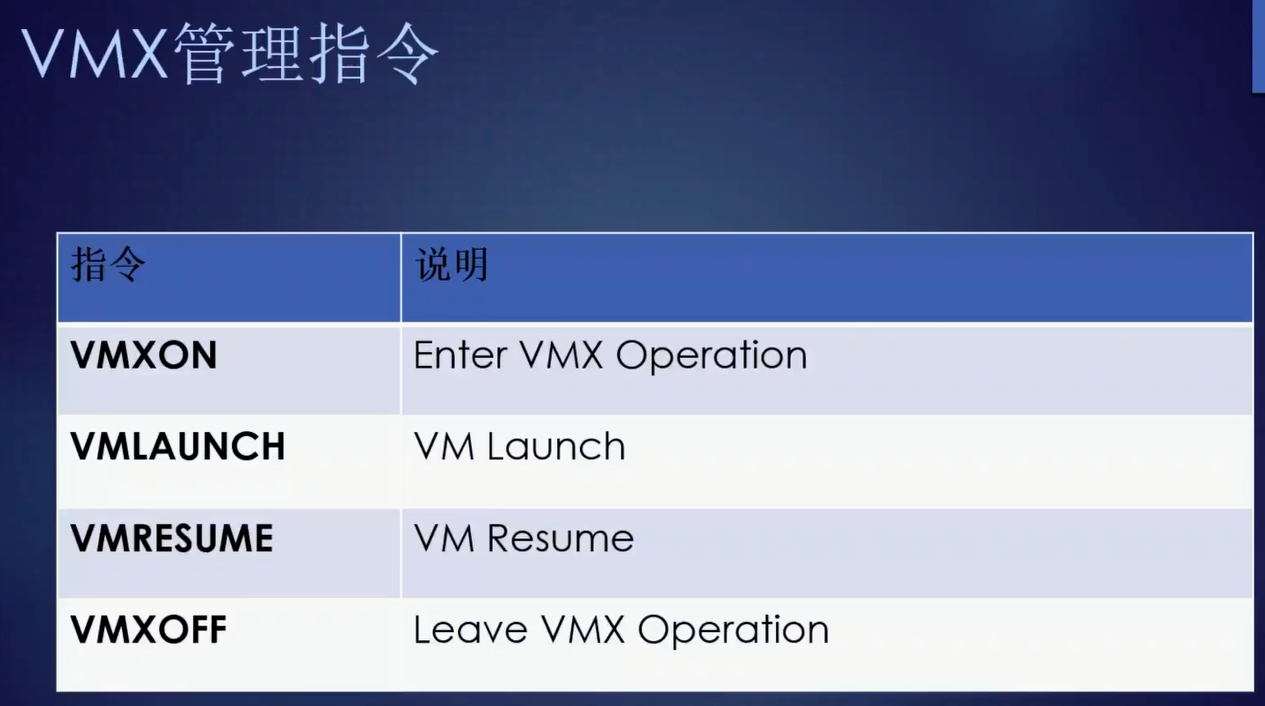 VMX管理指令
指令 说明
VMXON Enter VMX Operation
VMLAUNCH VM Launch
VMRESUME VM Resume
VMXOFF Leave VMX Operation